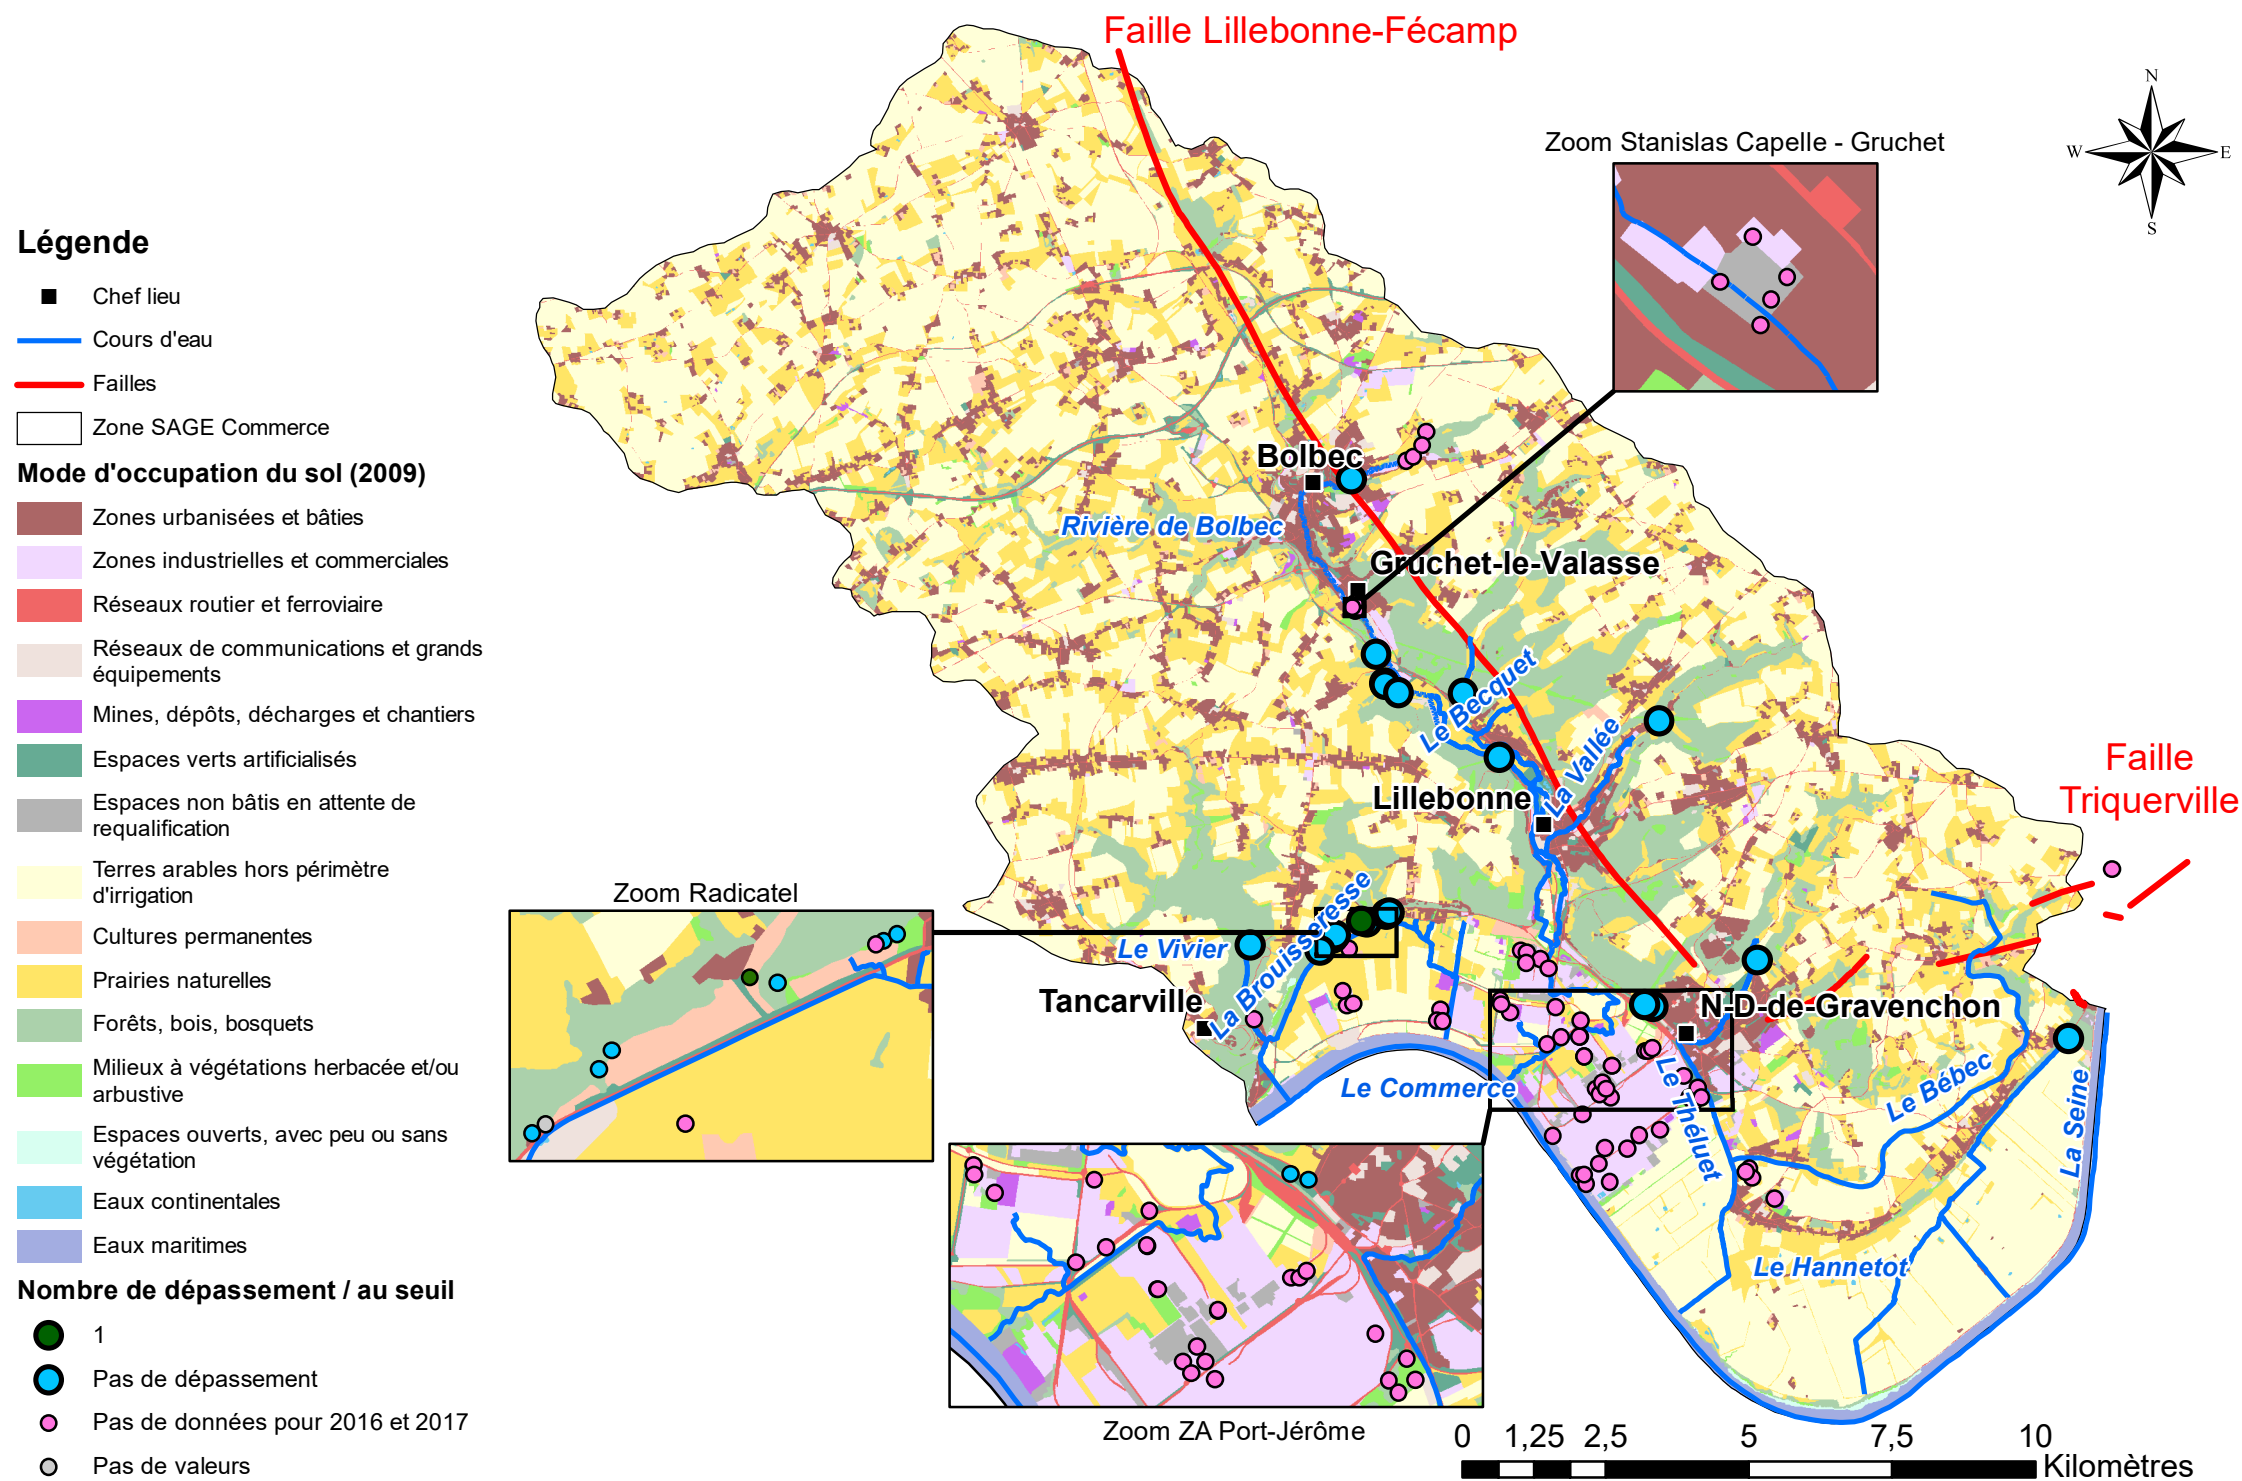 Faille Lillebonne-Fécamp
N
W
E
S
Zoom Stanislas Capelle - Gruchet
Légende
Chef lieu
Cours d'eau
Failles
Zone SAGE Commerce
Mode d'occupation du sol (2009)
Zones urbanisées et bâties
Zones industrielles et commerciales
Réseaux routier et ferroviaire
Réseaux de communications et grands
équipements
Mines, dépôts, décharges et chantiers
Espaces verts artificialisés
Espaces non bâtis en attente de
requalification
Terres arables hors périmètre
d'irrigation
Cultures permanentes
Prairies naturelles
Forêts, bois, bosquets
Milieux à végétations herbacée et/ou
arbustive
Espaces ouverts, avec peu ou sans
végétation
Eaux continentales
Eaux maritimes
Nombre de dépassement / au seuil
1
Pas de dépassement
Pas de données pour 2016 et 2017
Pas de valeurs
Bolbec
Rivière de Bolbec
Gruchet-le-Valasse
Le Becquet
La Vallée
Lillebonne
Faille
Triquerville
Zoom Radicatel
Le Vivier
La Brouisseresse
Tancarville
N-D-de-Gravenchon
Le Commerce
Le Théluet
Le Bébec
La Seine
Le Hannetot
Zoom ZA Port-Jérôme
0 1,25 2,5 5 7,5 10
Kilomètres